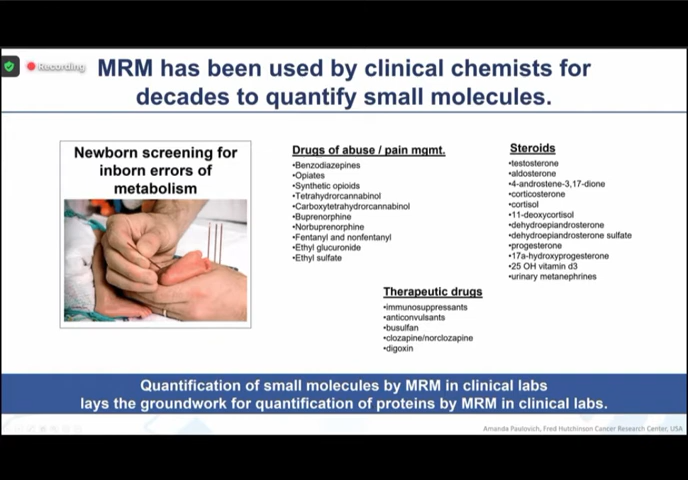 Recording
MRM has been used by clinical chemists for
decades to quantify small molecules.
Newborn screening for
inborn errors of
metabolism
Drugs of abuse / pain mgmt.
•Benzodiazepines
•Opiates
•Synthetic opioids
•Tetrahydorcannabinol
•Carboxytetrahydorcannabinol
•Buprenorphine
•Norbuprenorphine
•Fentanyl and nonfentanyl
•Ethyl glucuronide
•Ethyl sulfate
Steroids
•testosterone
•aldosterone
•4-androstene-3,17-dione
•corticosterone
•cortisol
•11-deoxycortisol
•dehydroepiandrosterone
•dehydroepiandrosterone sulfate
•progesterone
•17a-hydroxyprogesterone
•25 OH vitamin d3
•urinary metanephrines
Therapeutic drugs
•immunosuppressants
•anticonvulsants
•busulfan
•clozapine/norclozapine
•digoxin
Quantification of small molecules by MRM in clinical labs
lays the groundwork for quantification of proteins by MRM in clinical labs.
Amanda Paulovich, Fred Hutchinson Cancer Research Center, USA